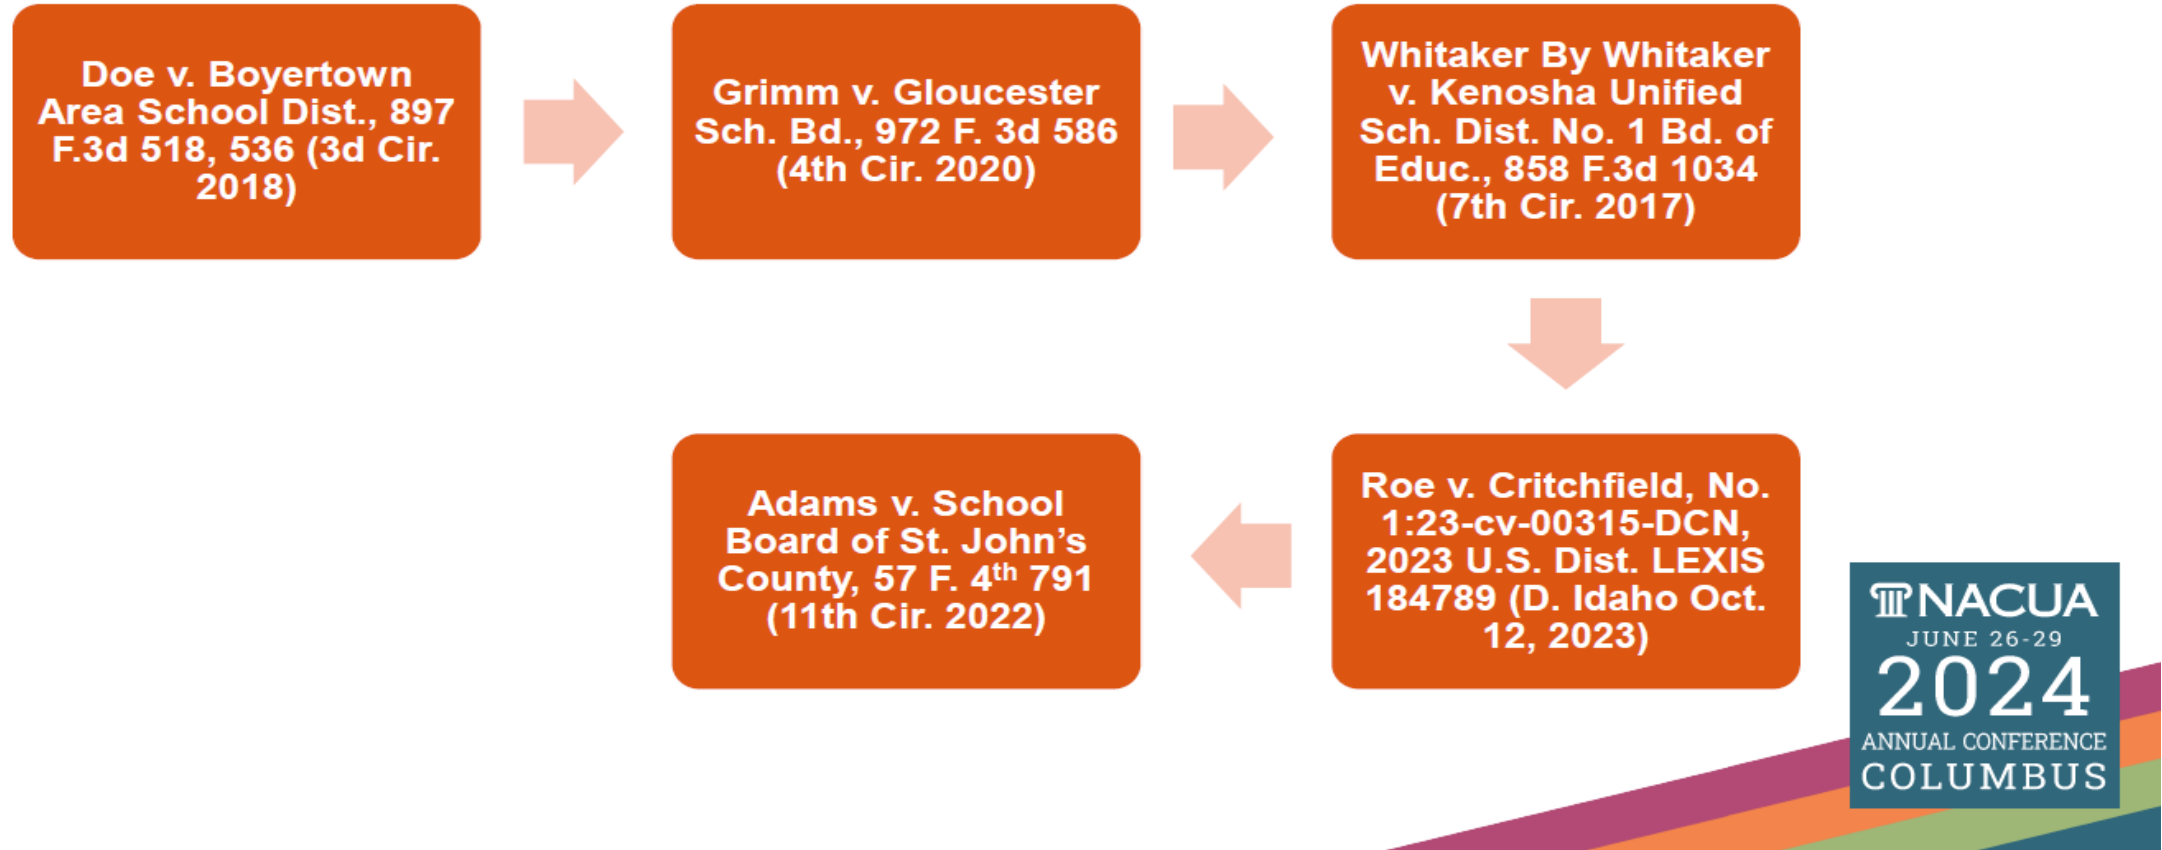 Doe v. Boyertown
Area School Dist., 897
F.3d 518, 536 (3d Cir.
2018)
Grimm v. Gloucester
Sch. Bd., 972 F. 3d 586
(4th Cir. 2020)
Whitaker By Whitaker
v. Kenosha Unified
Sch. Dist. No. 1 Bd. of
Educ., 858 F.3d 1034
(7th Cir. 2017)
Roe v. Critchfield, No.
1:23-cv-00315-DCN,
2023 U.S. Dist. LEXIS
184789 (D. Idaho Oct.
12, 2023)
Adams v. School
Board of St. John’s
County, 57 F. 4th 791
(11th Cir. 2022)
NACUA
JUNE 26-29
2024
ANNUAL CONFERENCE
COLUMBUS